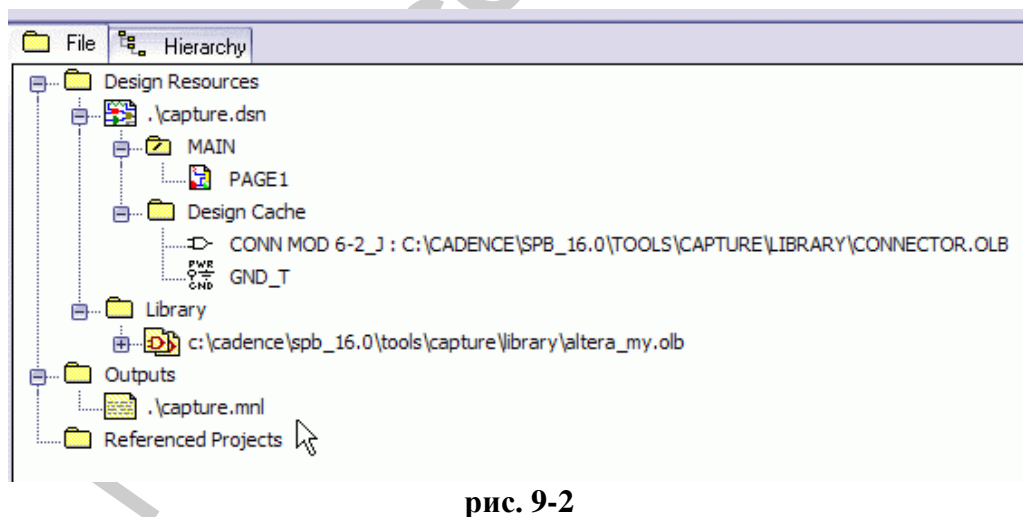 File Hierarchy
Design Resources
.\capture.dsn
MAIN
PAGE1
Design Cache
CONN MOD 6-2_J : C:\CADENCE\SPB_16.0\TOOLS\CAPTURE\LIBRARY\CONNECTOR.OLB
PWR
GND
GND_T
Library
c:\cadence\spb_16.0\tools\capture\library\altera_my.olb
Outputs
.\capture.mnl
Referenced Projects
рис. 9-2